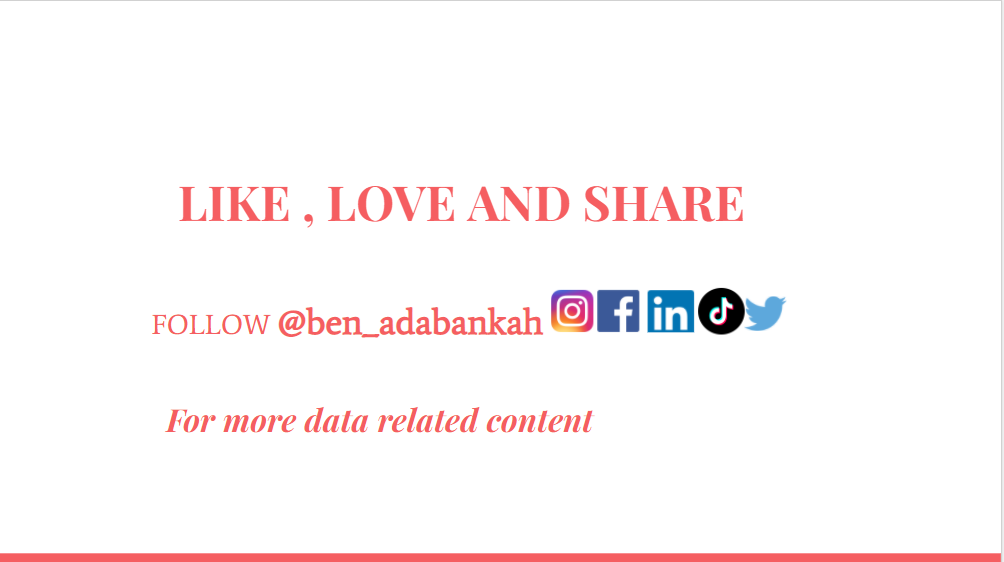 LIKE , LOVE AND SHARE
FOLLOW @ben_adabankah
For more data related content